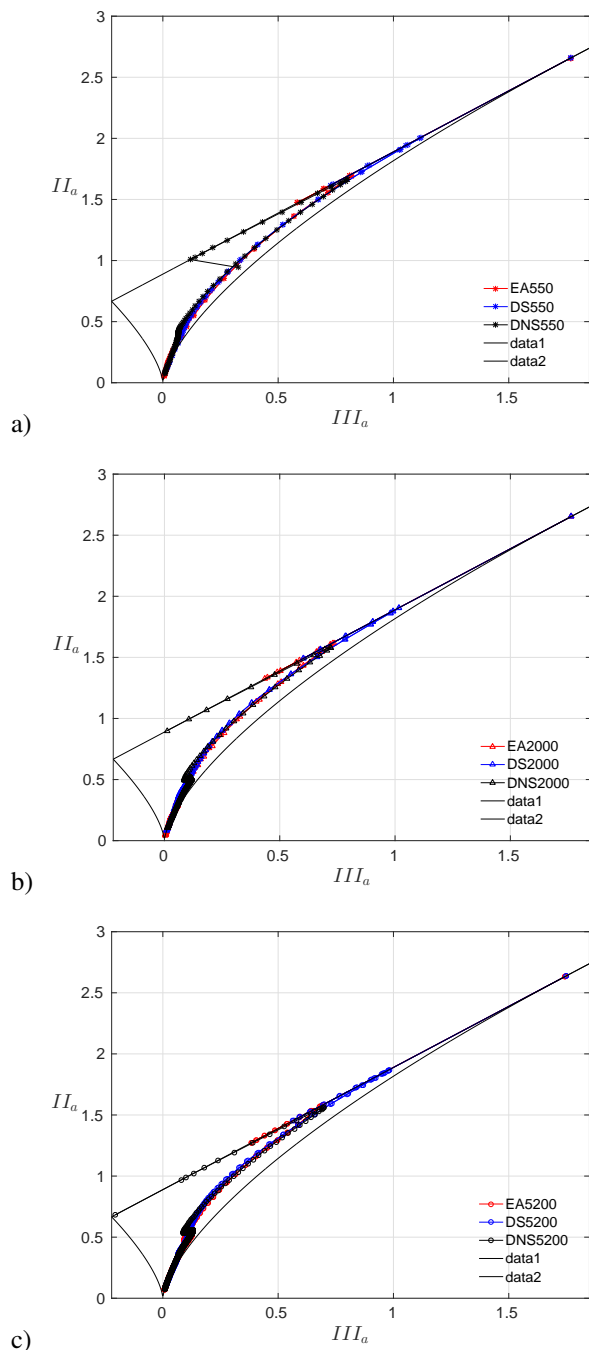 3
2.5
2
II_a
1.5
1
0.5
0
EA550
DS550
DNS550
data1
data2
0 0.5 1 1.5
III_a
a)
3
2.5
2
II_a
1.5
1
0.5
0
EA2000
DS2000
DNS2000
data1
data2
0 0.5 1 1.5
III_a
b)
3
2.5
2
II_a
1.5
1
0.5
0
EA5200
DS5200
DNS5200
data1
data2
0 0.5 1 1.5
III_a
c)